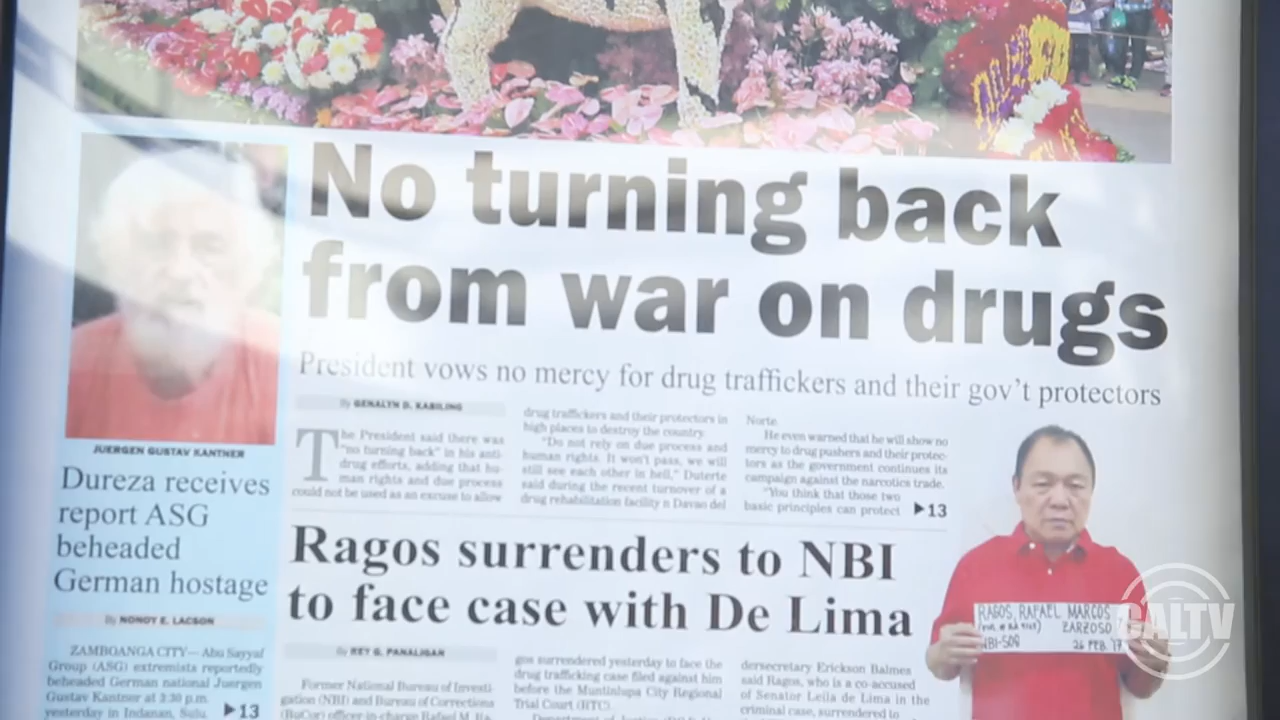 No turning back
from war on drugs
President vows no mercy for drug traffickers and their gov't protectors
By GENALYN D. KABILING
The President said there was
"no turning back" in his anti-
drug efforts, adding that hu-
man rights and due process
could not be used as an excuse to allow
drug traffickers and their protectors in
high places to destroy the country.
"Do not rely on due process and
human rights. It won't pass, we will
still see each other in hell," Duterte
said during the recent turnover of a
drug rehabilitation facility n Davao del
Norte.
He even warned that he will show no
mercy to drug pushers and their protec-
tors as the government continues its
campaign against the narcotics trade.
"You think that those two
basic principles can protect ▶13
JUERGEN GUSTAV KANTNER
Dureza receives
report ASG
beheaded
German hostage
By NONOY E. LACSON
ZAMBOANGA CITY — Abu Sayyaf
Group (ASG) extremists reportedly
beheaded German national Juergen
Gustav Kantner at 3:30 p.m.
yesterday in Indanan, Sulu ▶13
Ragos surrenders to NBI
to face case with De Lima
By REY G. PANALIGAN
Former National Bureau of Investi-
gation (NBI) and Bureau of Corrections
(BuCor) officer-in-charge Rafael M. Ra-
gos surrendered yesterday to face the
drug trafficking case filed against him
before the Muntinlupa City Regional
Trial Court (RTC).
Department of Justice
dersecretary Erickson Balmes
said Ragos, who is a co-accused
of Senator Leila de Lima in the
criminal case, surrendered to
RAGOS, RAFAEL MARCOS
ZARZOSO
NBI-SOG 26 FEB. '17
CALTV